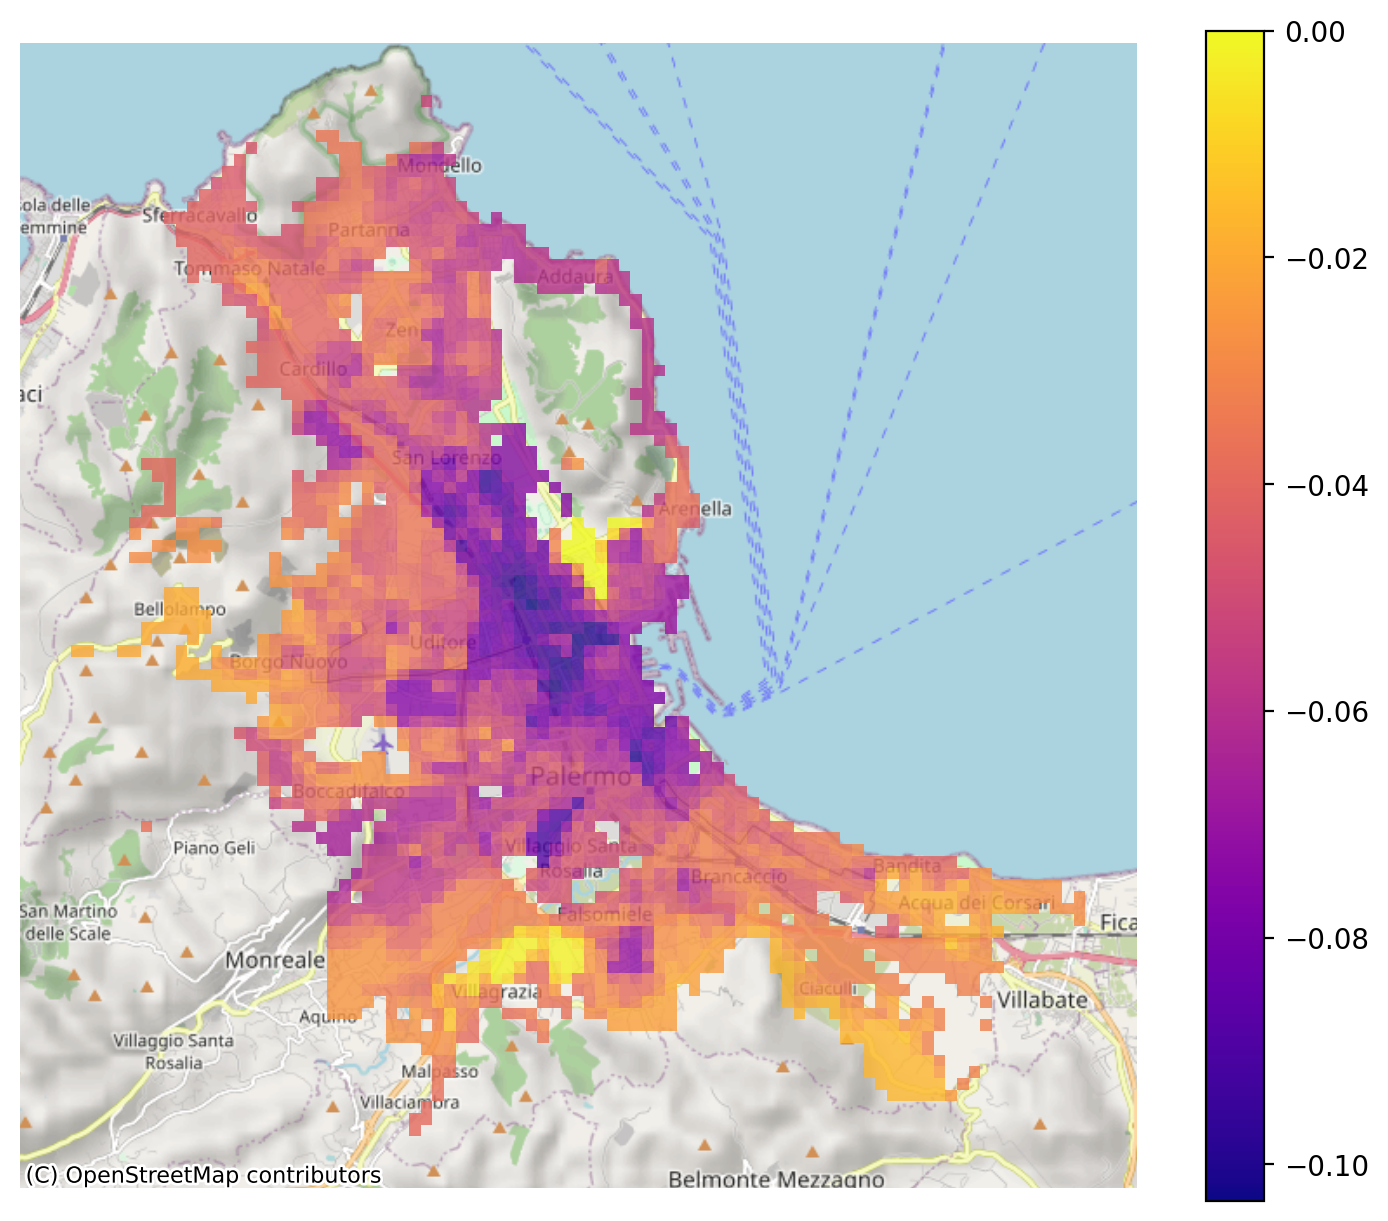 Mondello
sola delle
emmine
Sferracavallo
Partanna
Tommaso Natale
Addaura
Zen
Cardillo
aci
San Lorenzo
Arenella
Bellolampo
Uditore
Borgo Nuovo
Palermo
Boccadifalco
Piano Geli
Villaggio Santa
Rosalia
Bandita
Brancaccio
San Martino
delle Scale
Falsomiele
Acqua dei Corsari
Fica
Monreale
Villagrazia
Ciaculli
Villabate
Aquino
Villaggio Santa
Rosalia
Malpasso
Villaciambra
Belmonte Mezzagno
(C) OpenStreetMap contributors
0.00
−0.02
−0.04
−0.06
−0.08
−0.10